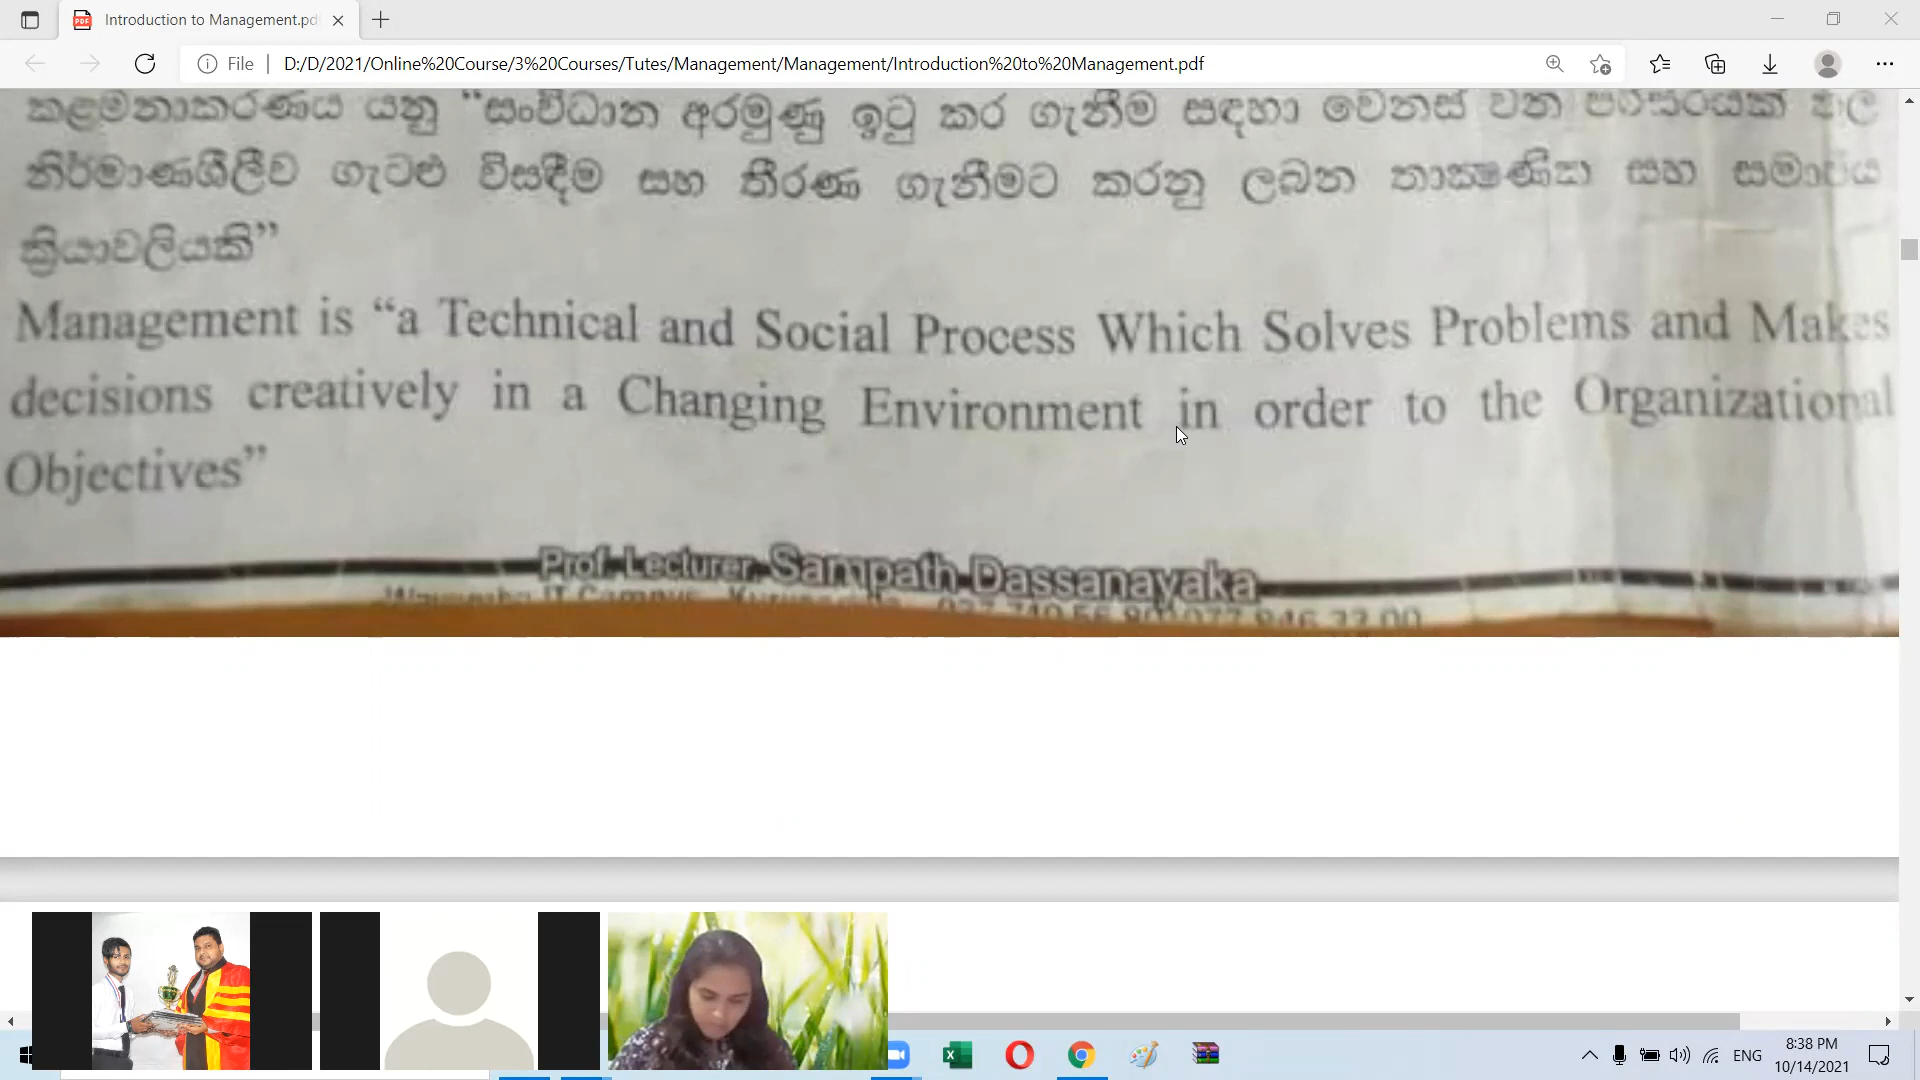 Introduction to Management.pd
File
D:/D/2021/Online%20Course/3%20Courses/Tutes/Management/Management/Introduction%20to%20Management.pdf
කළමනාකරණය යනු "සංවිධාන අරමුණු ඉටු කර ගැනීම සඳහා වෙනස් වන
නිර්මාණශීලීව ගැටළු විසඳීම සහ තීරණ ගැනීමට කරනු ලබන තාක්ෂණික සහ
ක්‍රියාවලියකි"
Management is "a Technical and Social Process Which Solves Problems and Makes
decisions creatively in a Changing Environment in order to the Organizational
Objectives"
Prof. Lecturer. Sampath Dassanayaka
IT Campus
ENG
8:38 PM
10/14/2021